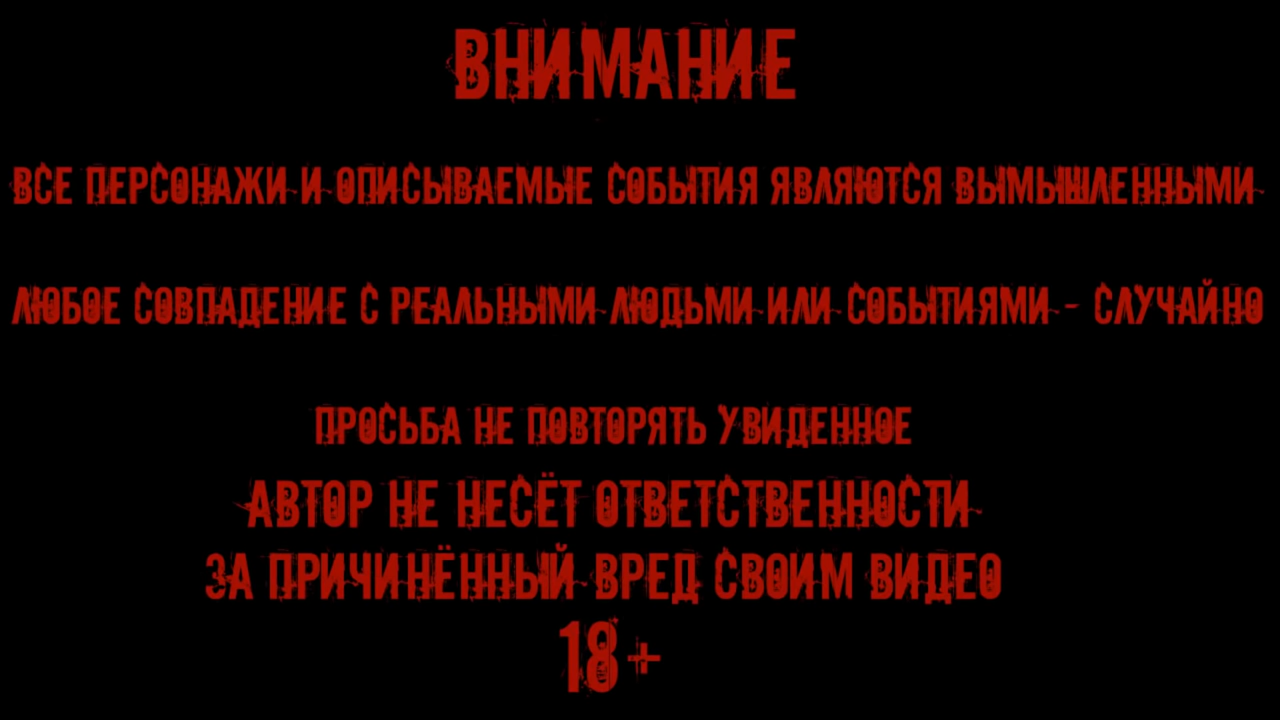 ВНИМАНИЕ
ВСЕ ПЕРСОНАЖИ И ОПИСЫВАЕМЫЕ СОБЫТИЯ ЯВЛЯЮТСЯ ВЫМЫШЛЕННЫМИ
ЛЮБОЕ СОВПАДЕНИЕ С РЕАЛЬНЫМИ ЛЮДЬМИ ИЛИ СОБЫТИЯМИ - СЛУЧАЙНО
ПРОСЬБА НЕ ПОВТОРЯТЬ УВИДЕННОЕ
АВТОР НЕ НЕСЁТ ОТВЕТСТВЕННОСТИ
ЗА ПРИЧИНЁННЫЙ ВРЕД СВОИМ ВИДЕО
18+